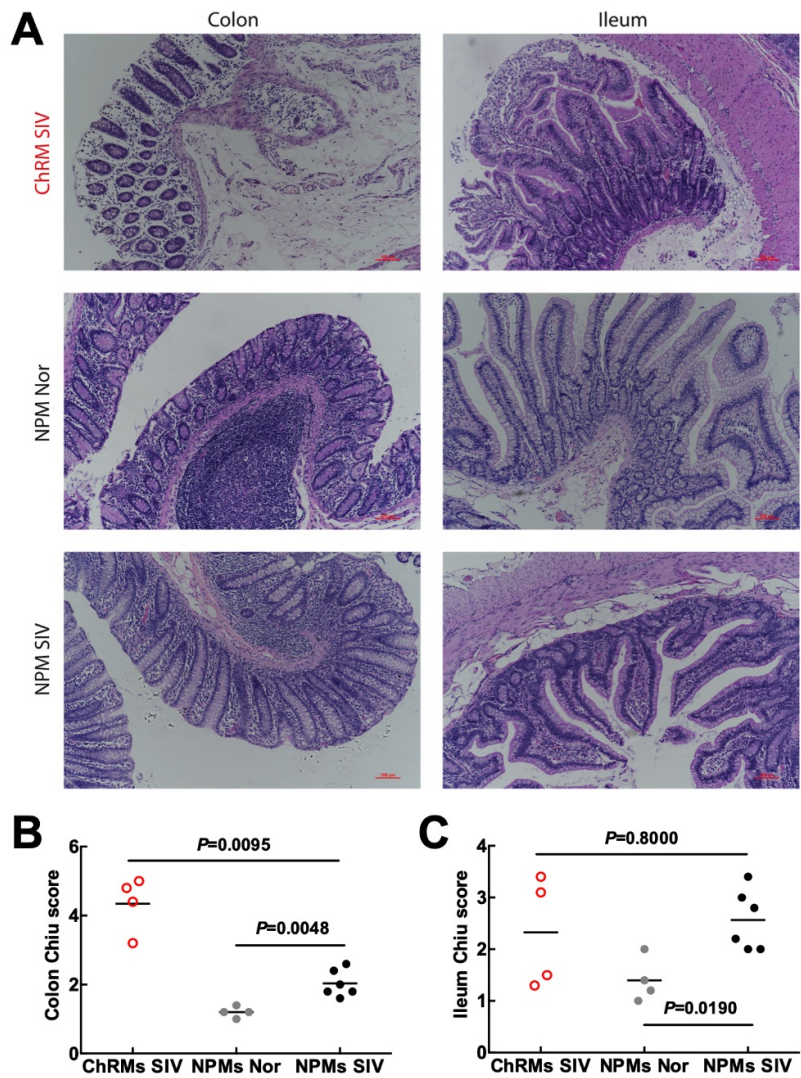 A
Colon
Ileum
ChRM SIV
NPM Nor
NPM SIV
100 μm
B
6
4
2
0
Colon Chiu score
P=0.0095
P=0.0048
ChRMs SIV
NPMs Nor
NPMs SIV
C
4
3
2
1
0
Ileum Chiu score
P=0.8000
P=0.0190
ChRMs SIV
NPMs Nor
NPMs SIV